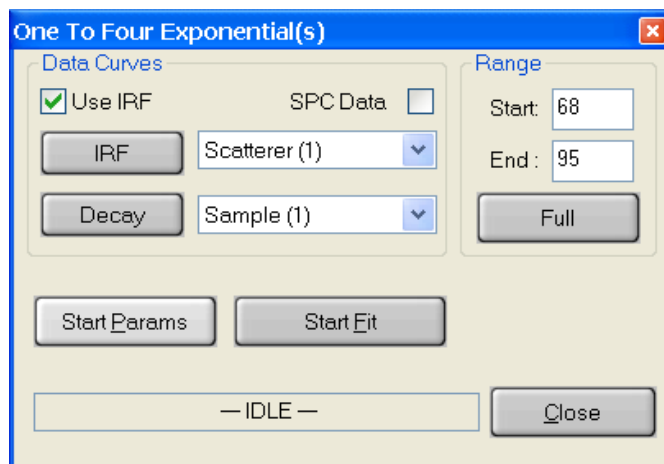 One To Four Exponential(s)
Data Curves
Range
Use IRF
SPC Data
Start:
68
IRF
Scatterer (1)
End :
95
Decay
Sample (1)
Full
Start Params
Start Fit
— IDLE —
Close